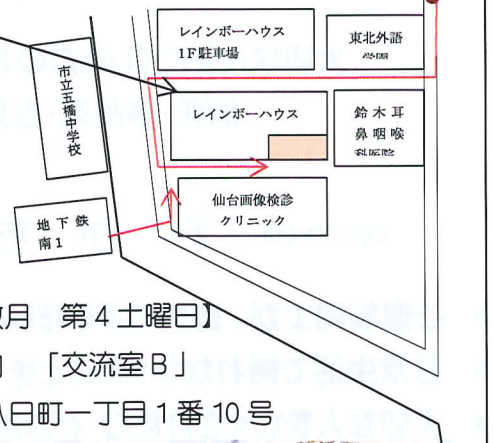 レインボーハウス
1F駐車場
東北外語
学園
市立五橋中学校
レインボーハウス
鈴木耳
鼻咽喉
科医院
仙台画像検診
クリニック
地下鉄
南1
月 第4土曜日】
「交流室B」
日町一丁目1番10号